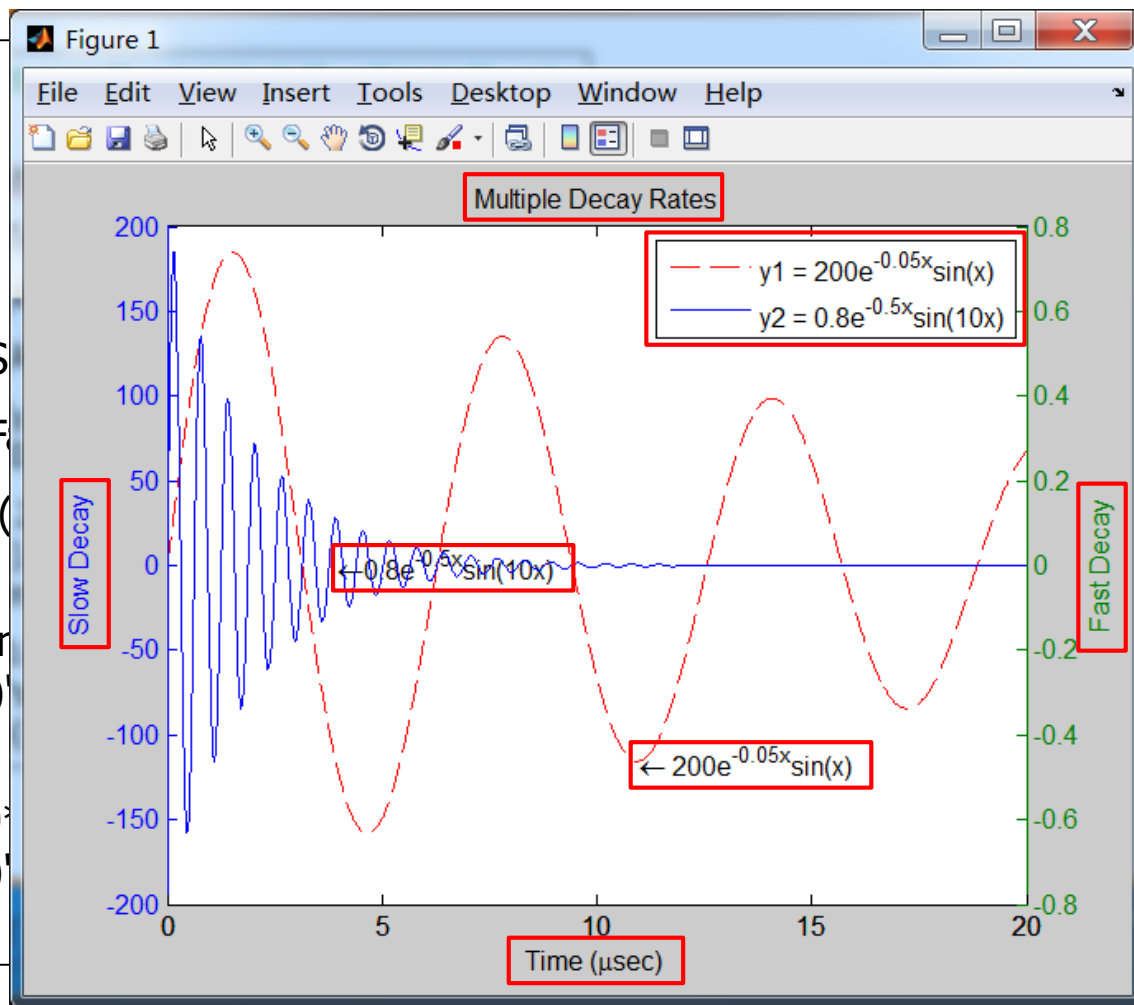 Figure 1
File Edit View Insert Tools Desktop Window Help
Multiple Decay Rates
200
150
100
50
0
-50
-100
-150
-200
0.8
0.6
0.4
0.2
0
-0.2
-0.4
-0.6
-0.8
y1 = 200e^-0.05x sin(x)
y2 = 0.8e^-0.5x sin(10x)
Slow Decay
Fast Decay
←0.8e^-0.5x sin(10x)
← 200e^-0.05x sin(x)
0 5 10 15 20
Time (μsec)